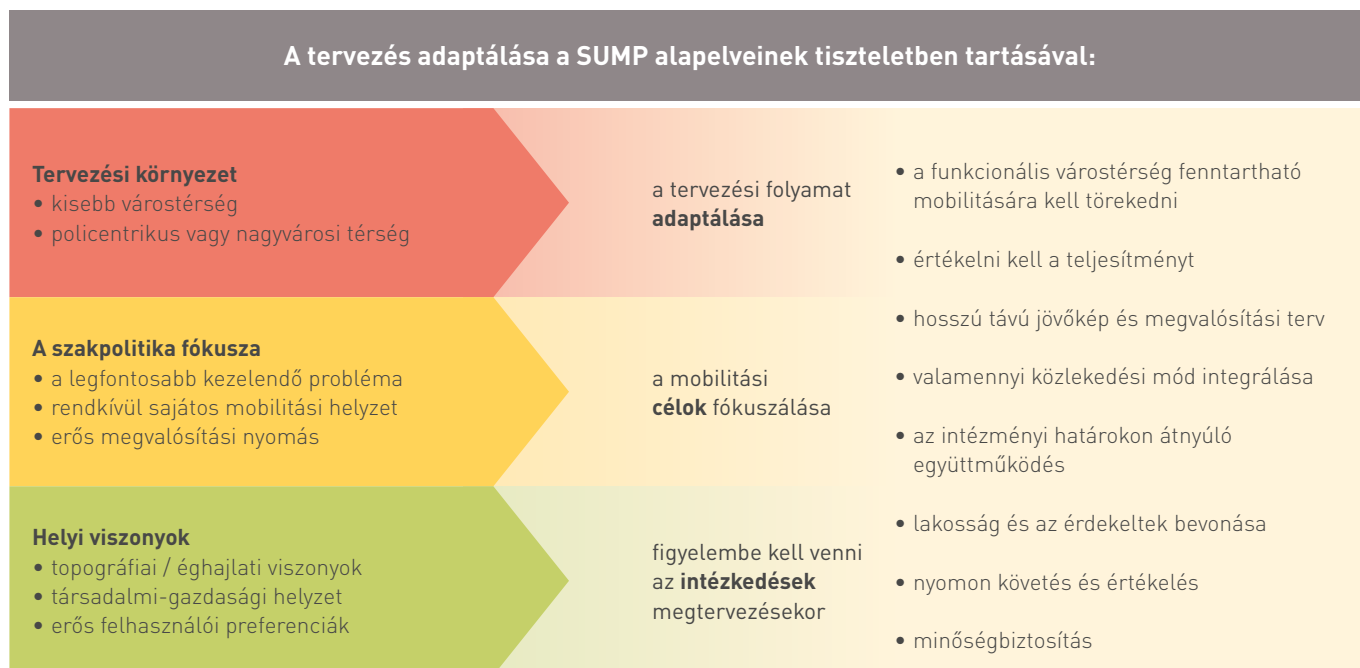 A tervezés adaptálása a SUMP alapelveinek tiszteletben tartásával:
Tervezési környezet
• kisebb várostérség
• policentrikus vagy nagyvárosi térség
a tervezési folyamat
adaptálása
A szakpolitika fókusza
• a legfontosabb kezelendő probléma
• rendkívül sajátos mobilitási helyzet
• erős megvalósítási nyomás
a mobilitási
célok fókuszálása
Helyi viszonyok
• topográfiai / éghajlati viszonyok
• társadalmi-gazdasági helyzet
• erős felhasználói preferenciák
figyelembe kell venni
az intézkedések
megtervezésekor
• a funkcionális várostérség fenntartható
mobilitására kell törekedni
• értékelni kell a teljesítményt
• hosszú távú jövőkép és megvalósítási terv
• valamennyi közlekedési mód integrálása
• az intézményi határokon átnyúló
együttműködés
• lakosság és az érdekeltek bevonása
• nyomon követés és értékelés
• minőségbiztosítás